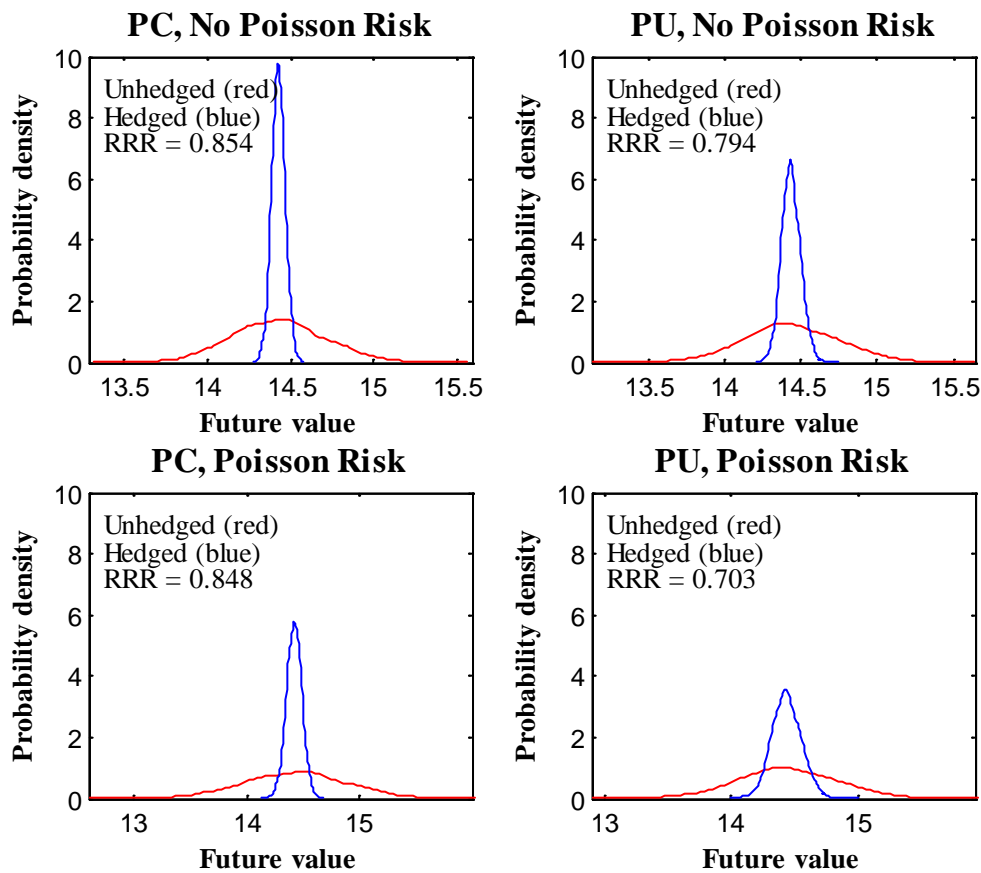 PC, No Poisson Risk
Probability density
10
8
6
4
2
0
Unhedged (red)
Hedged (blue)
RRR = 0.854
13.5 14 14.5 15 15.5
Future value
PU, No Poisson Risk
Probability density
10
8
6
4
2
0
Unhedged (red)
Hedged (blue)
RRR = 0.794
13.5 14 14.5 15 15.5
Future value
PC, Poisson Risk
Probability density
10
8
6
4
2
0
Unhedged (red)
Hedged (blue)
RRR = 0.848
13 14 15
Future value
PU, Poisson Risk
Probability density
10
8
6
4
2
0
Unhedged (red)
Hedged (blue)
RRR = 0.703
13 14 15
Future value